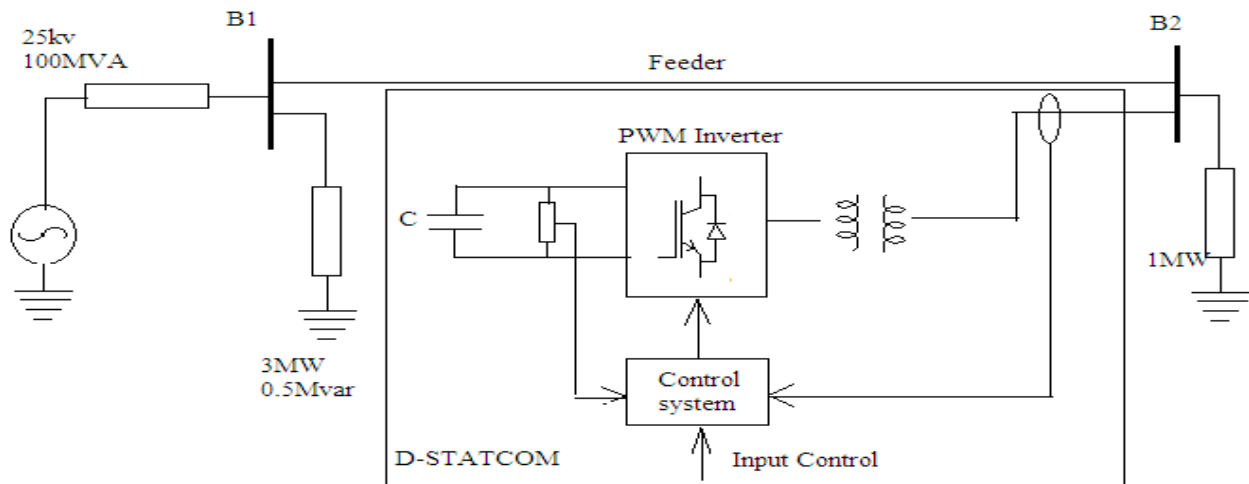 B1
B2
25kv
100MVA
Feeder
PWM Inverter
C
1MW
3MW
0.5Mvar
Control
system
D-STATCOM
Input Control